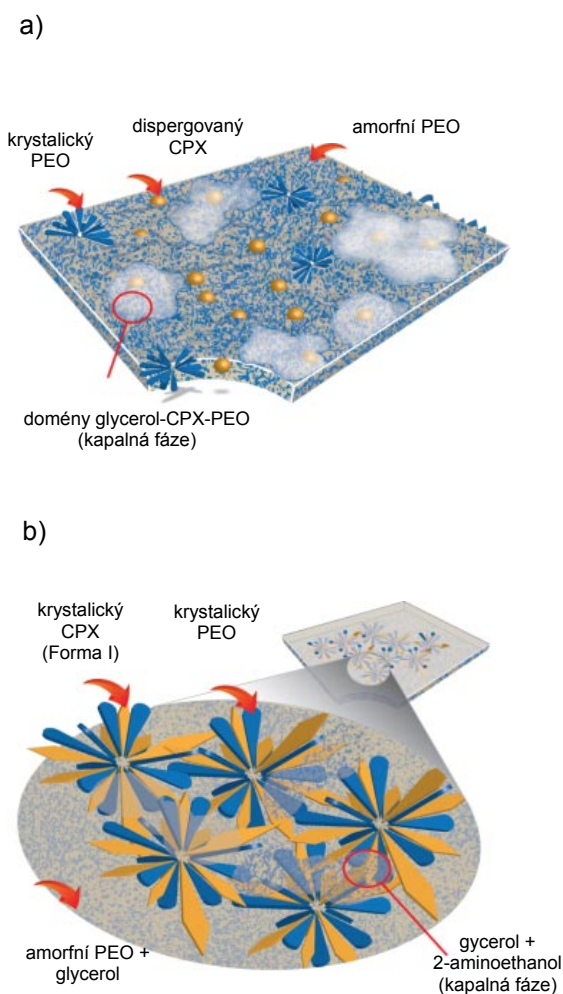 a)
krystalický
PEO
dispergovaný
CPX
amorfní PEO
domény glycerol-CPX-PEO
(kapalná fáze)
b)
krystalický
CPX
(Forma I)
krystalický
PEO
amorfní PEO +
glycerol
gycerol +
2-aminoethanol
(kapalná fáze)